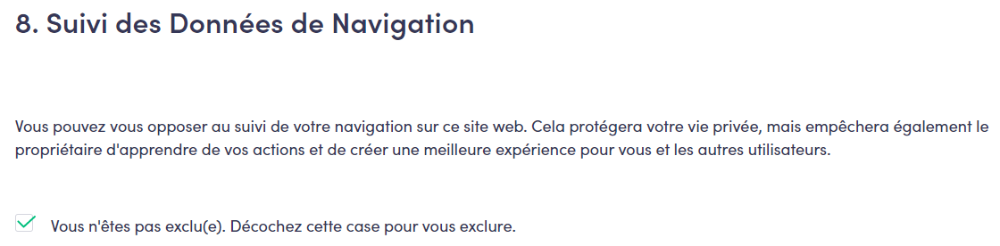 8. Suivi des Données de Navigation
Vous pouvez vous opposer au suivi de votre navigation sur ce site web. Cela protégera votre vie privée, mais empêchera également le
propriétaire d'apprendre de vos actions et de créer une meilleure expérience pour vous et les autres utilisateurs.
Vous n'êtes pas exclu(e). Décochez cette case pour vous exclure.